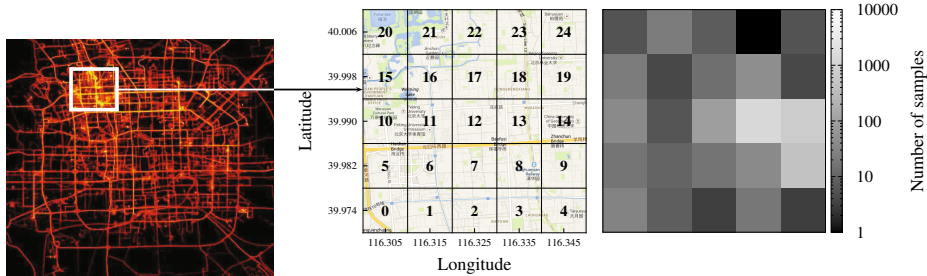 40.006
39.998
39.990
39.982
39.974
Latitude
20 21 22 23 24
15 16 17 18 19
10 11 12 13 14
5 6 7 8 9
0 1 2 3 4
116.305 116.315 116.325 116.335 116.345
Longitude
10000
1000
100
10
1
Number of samples